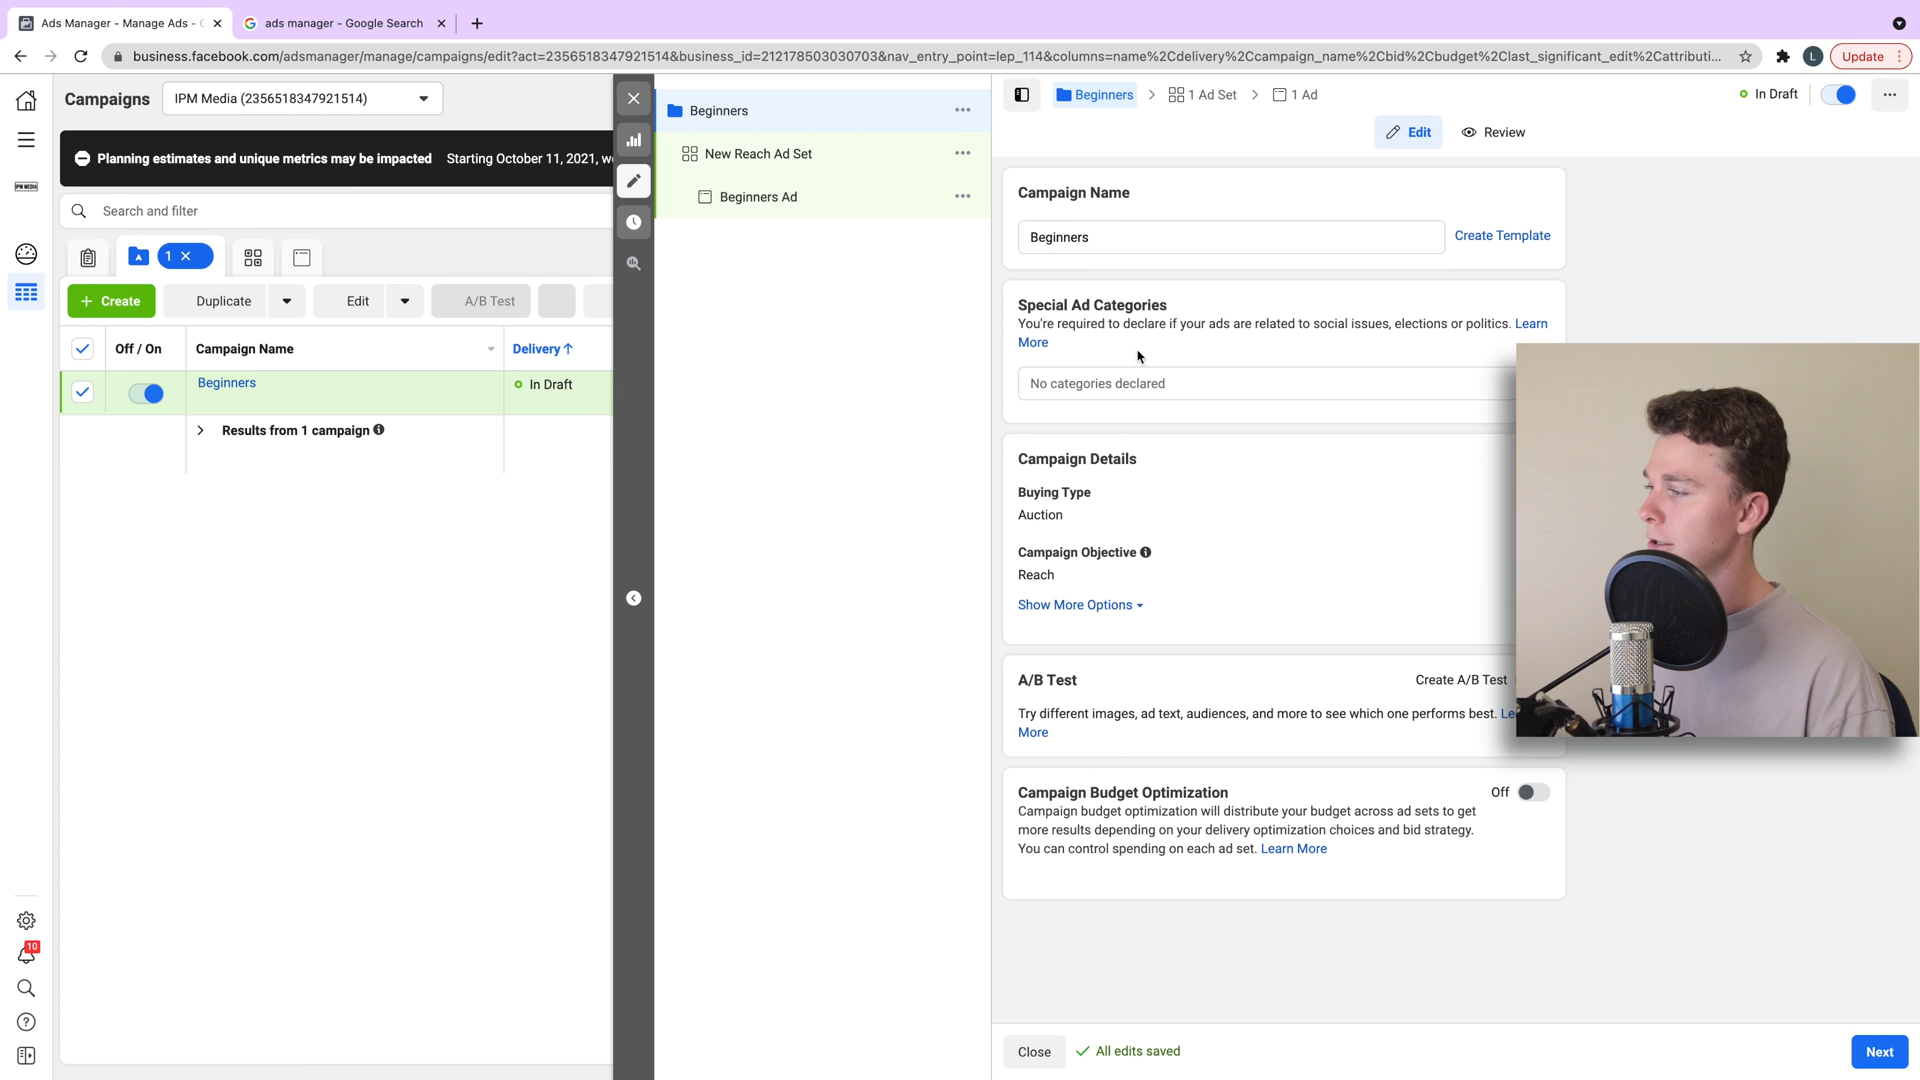 Ads Manager - Manage Ads - C
ads manager - Google Search
business.facebook.com/adsmanager/manage/campaigns/edit?act=2356518347921514&business_id=212178503030703&nav_entry_point=lep_114&columns=name%2Cdelivery%2Ccampaign_name%2Cbid%2Cbudget%2Clast_significant_edit%2Cattributi...
L
Update
Campaigns
IPM Media (2356518347921514)
Planning estimates and unique metrics may be impacted Starting October 11, 2021, we
IPM MEDIA
Search and filter
1
+ Create
Duplicate
Edit
A/B Test
Off / On
Campaign Name
Delivery↑
Beginners
In Draft
Results from 1 campaign
10
Beginners
New Reach Ad Set
Beginners Ad
Beginners > 1 Ad Set > 1 Ad
In Draft
Edit
Review
Campaign Name
Beginners
Create Template
Special Ad Categories
You're required to declare if your ads are related to social issues, elections or politics. Learn
More
No categories declared
Campaign Details
Buying Type
Auction
Campaign Objective
Reach
Show More Options
A/B Test
Create A/B Test
Try different images, ad text, audiences, and more to see which one performs best. Le
More
Campaign Budget Optimization
Off
Campaign budget optimization will distribute your budget across ad sets to get
more results depending on your delivery optimization choices and bid strategy.
You can control spending on each ad set. Learn More
Close
All edits saved
Next